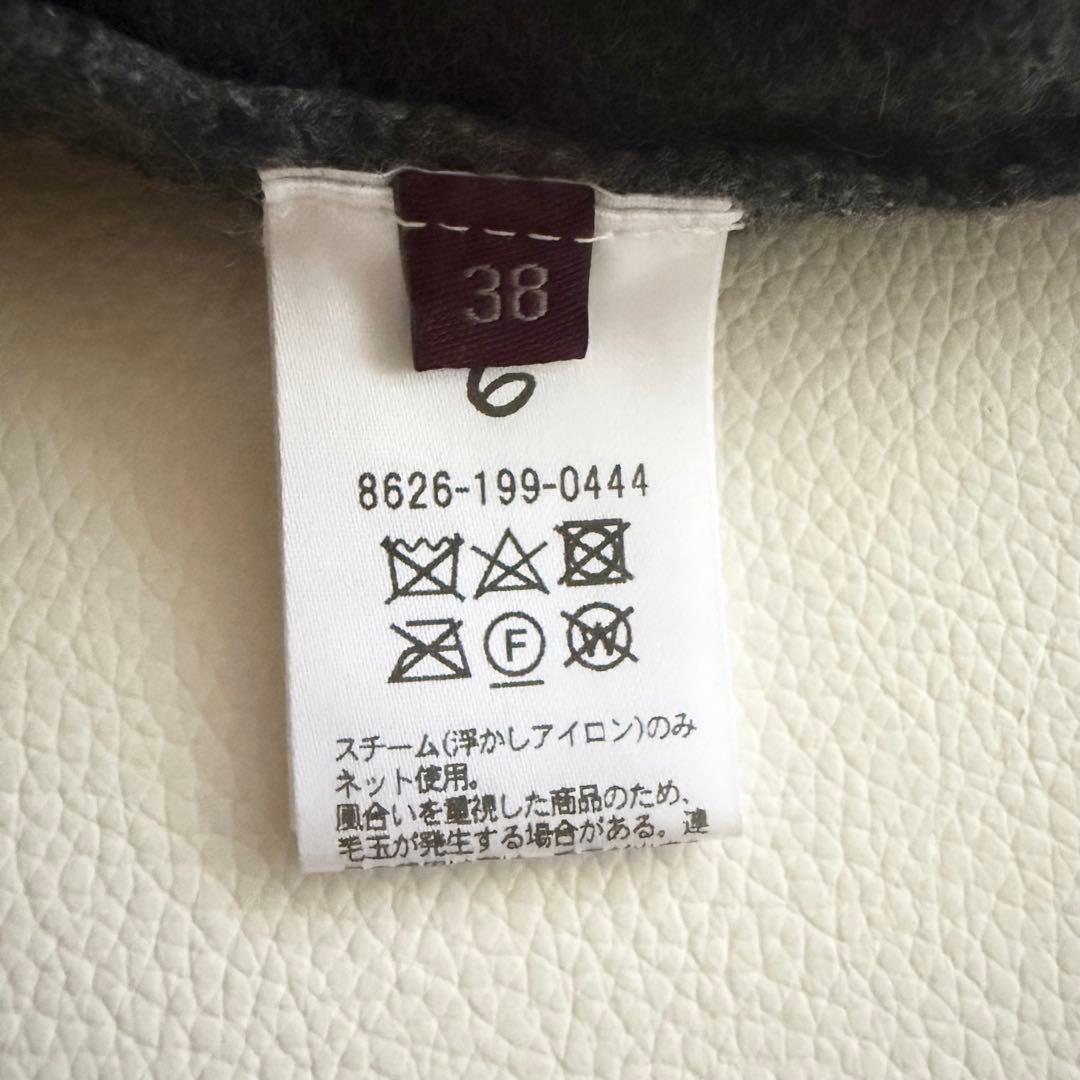 38
6
8626-199-0444
F
W
スチーム(浮かしアイロン)のみ
ネット使用。
風合いを重視した商品のため、
毛玉が発生する場合がある。連